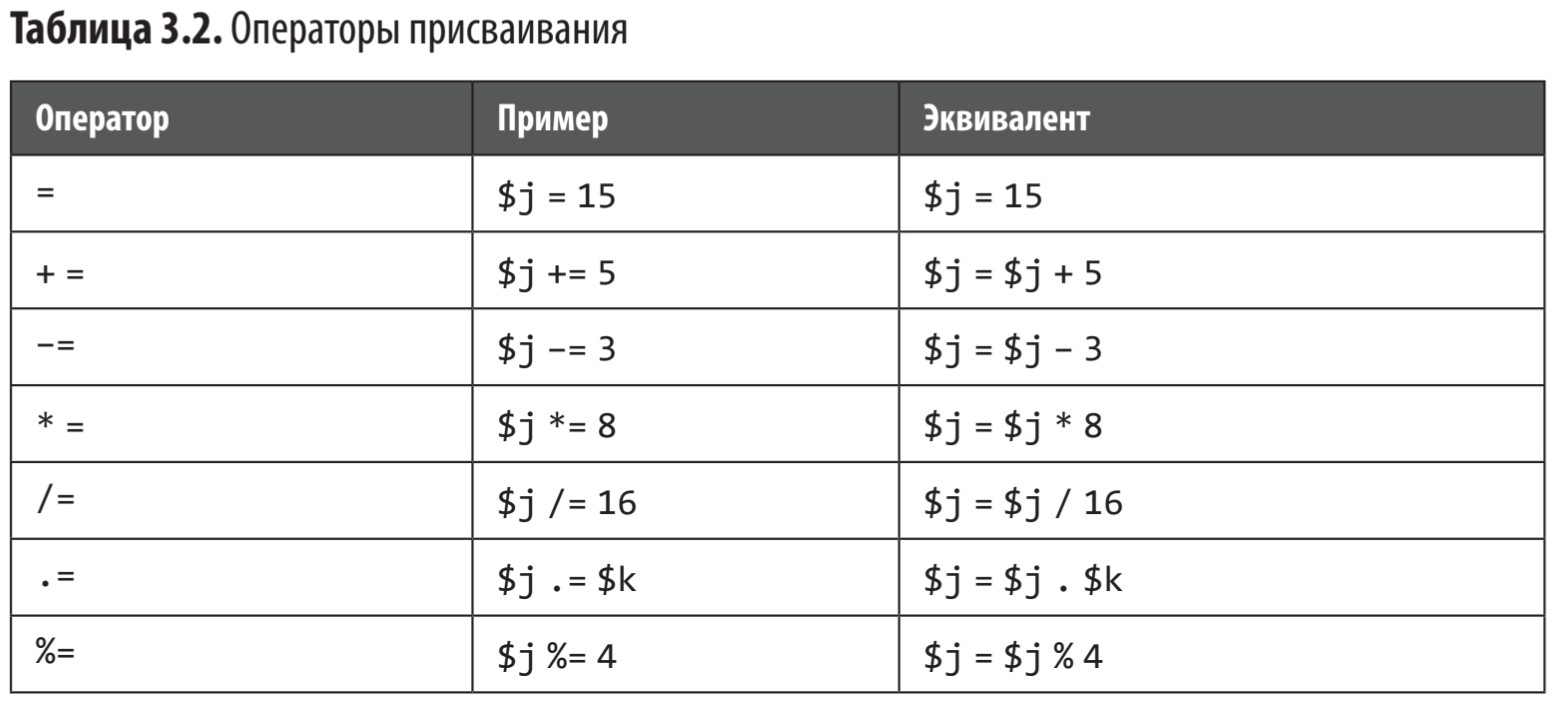 Таблица 3.2. Операторы присваивания
Оператор Пример Эквивалент
= $j = 15 $j = 15
+ = $j += 5 $j = $j + 5
−= $j −= 3 $j = $j − 3
* = $j *= 8 $j = $j * 8
/= $j /= 16 $j = $j / 16
.= $j .= $k $j = $j . $k
%= $j %= 4 $j = $j % 4